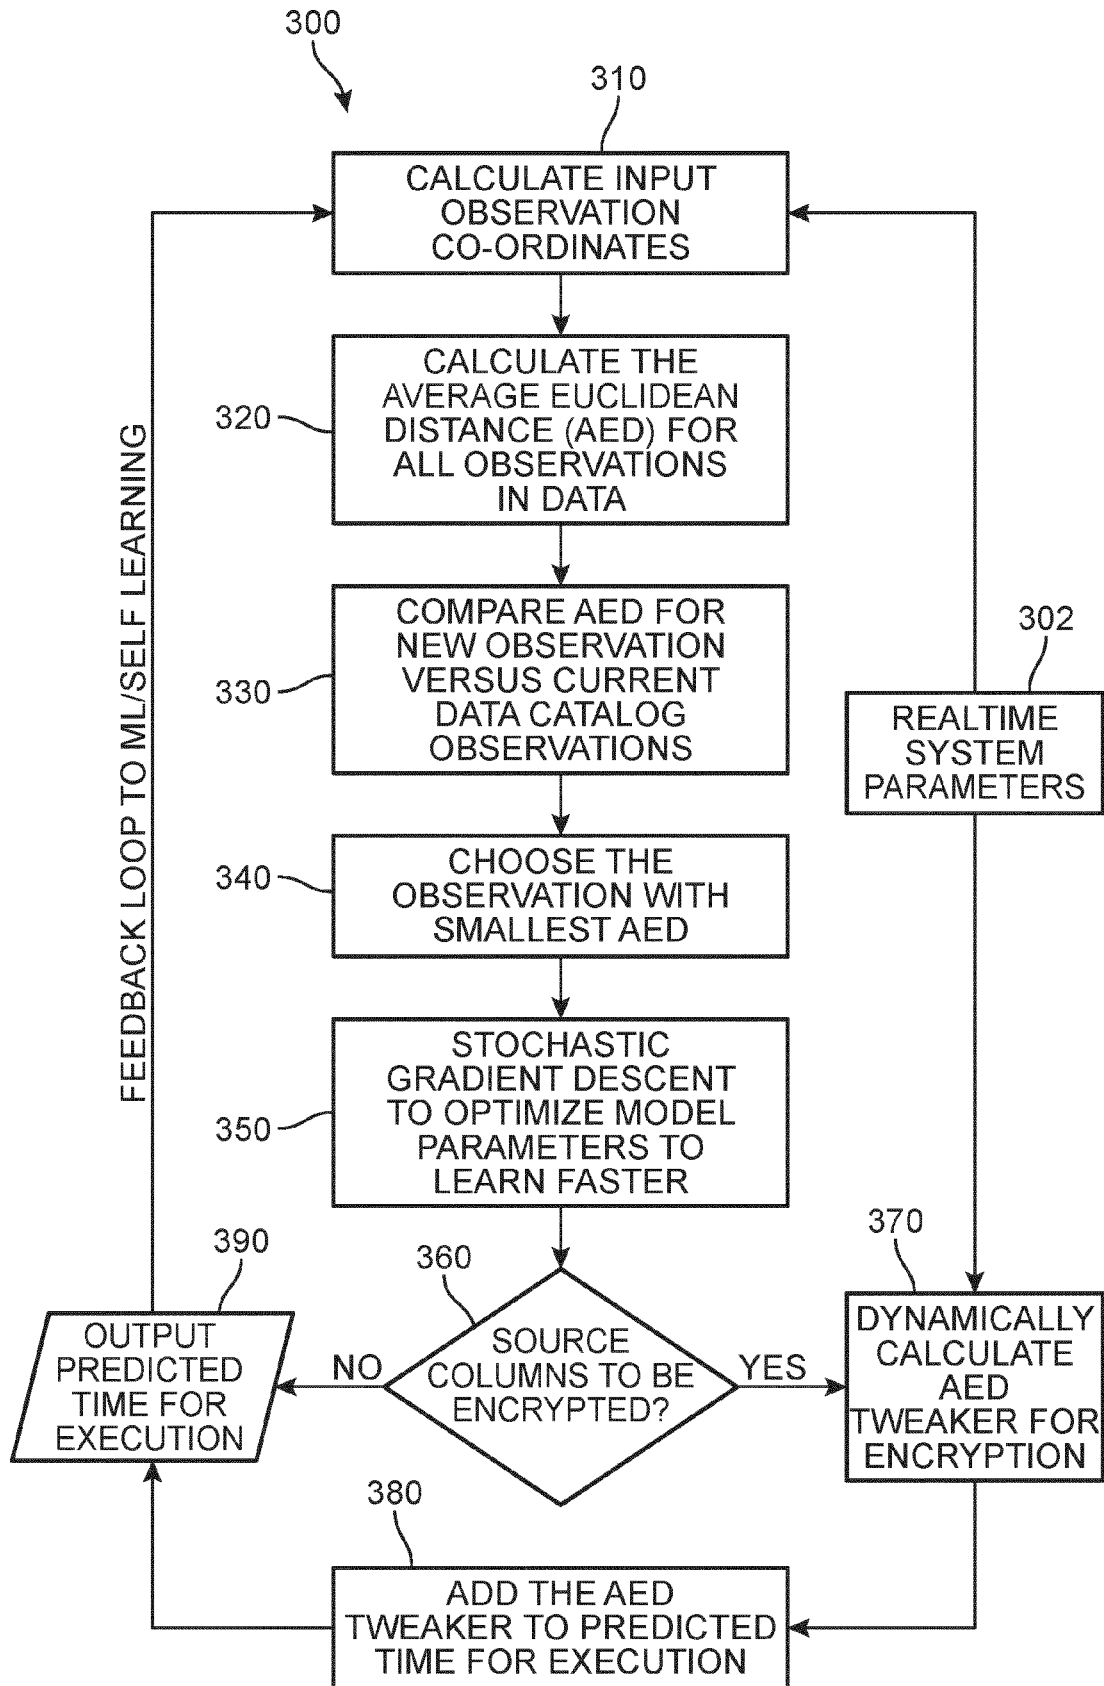 300
310
CALCULATE INPUT
OBSERVATION
CO-ORDINATES
320
CALCULATE THE
AVERAGE EUCLIDEAN
DISTANCE (AED) FOR
ALL OBSERVATIONS
IN DATA
FEEDBACK LOOP TO ML/SELF LEARNING
330
COMPARE AED FOR
NEW OBSERVATION
VERSUS CURRENT
DATA CATALOG
OBSERVATIONS
302
REALTIME
SYSTEM
PARAMETERS
340
CHOOSE THE
OBSERVATION WITH
SMALLEST AED
350
STOCHASTIC
GRADIENT DESCENT
TO OPTIMIZE MODEL
PARAMETERS TO
LEARN FASTER
360
SOURCE
COLUMNS TO BE
ENCRYPTED?
NO
YES
370
DYNAMICALLY
CALCULATE
AED
TWEAKER FOR
ENCRYPTION
390
OUTPUT
PREDICTED
TIME FOR
EXECUTION
380
ADD THE AED
TWEAKER TO PREDICTED
TIME FOR EXECUTION